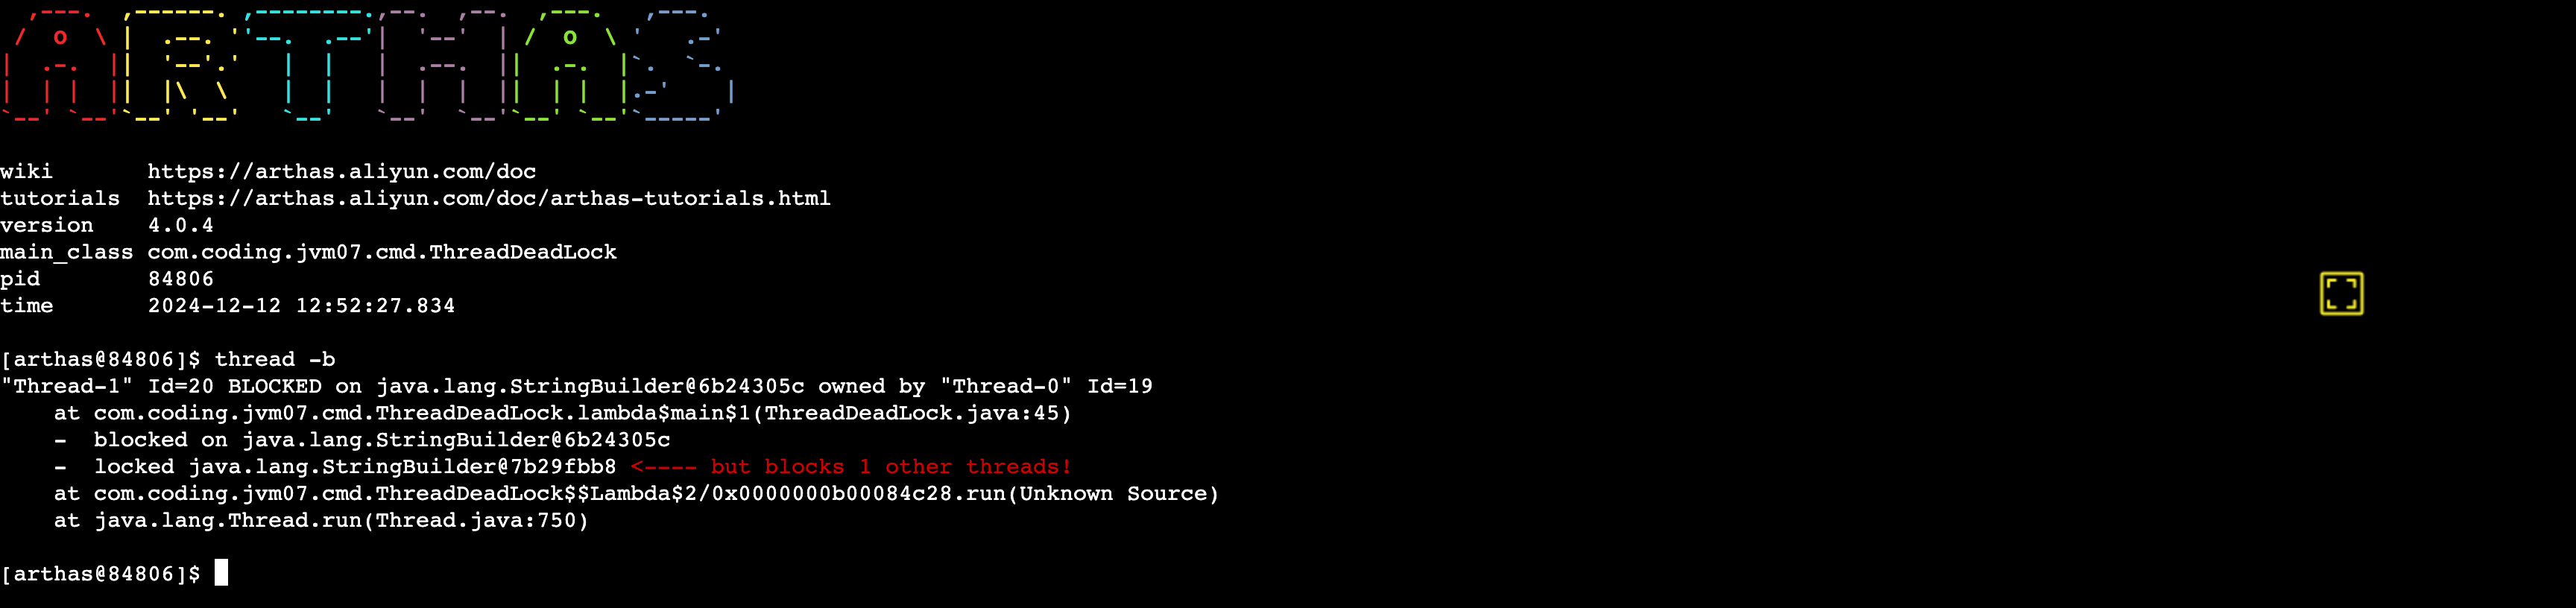 ARTHAS
wiki       https://arthas.aliyun.com/doc
tutorials  https://arthas.aliyun.com/doc/arthas-tutorials.html
version    4.0.4
main_class com.coding.jvm07.cmd.ThreadDeadLock
pid        84806
time       2024-12-12 12:52:27.834
[arthas@84806]$ thread -b
"Thread-1" Id=20 BLOCKED on java.lang.StringBuilder@6b24305c owned by "Thread-0" Id=19
    at com.coding.jvm07.cmd.ThreadDeadLock.lambda$main$1(ThreadDeadLock.java:45)
    -  blocked on java.lang.StringBuilder@6b24305c
    -  locked java.lang.StringBuilder@7b29fbb8 <---- but blocks 1 other threads!
    at com.coding.jvm07.cmd.ThreadDeadLock$$Lambda$2/0x0000000b00084c28.run(Unknown Source)
    at java.lang.Thread.run(Thread.java:750)
[arthas@84806]$